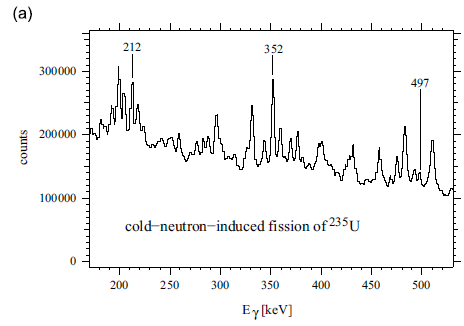 (a)
212
352
497
300000
200000
100000
0
counts
cold−neutron−induced fission of ²³⁵U
200 250 300 350 400 450 500
Eγ [keV]